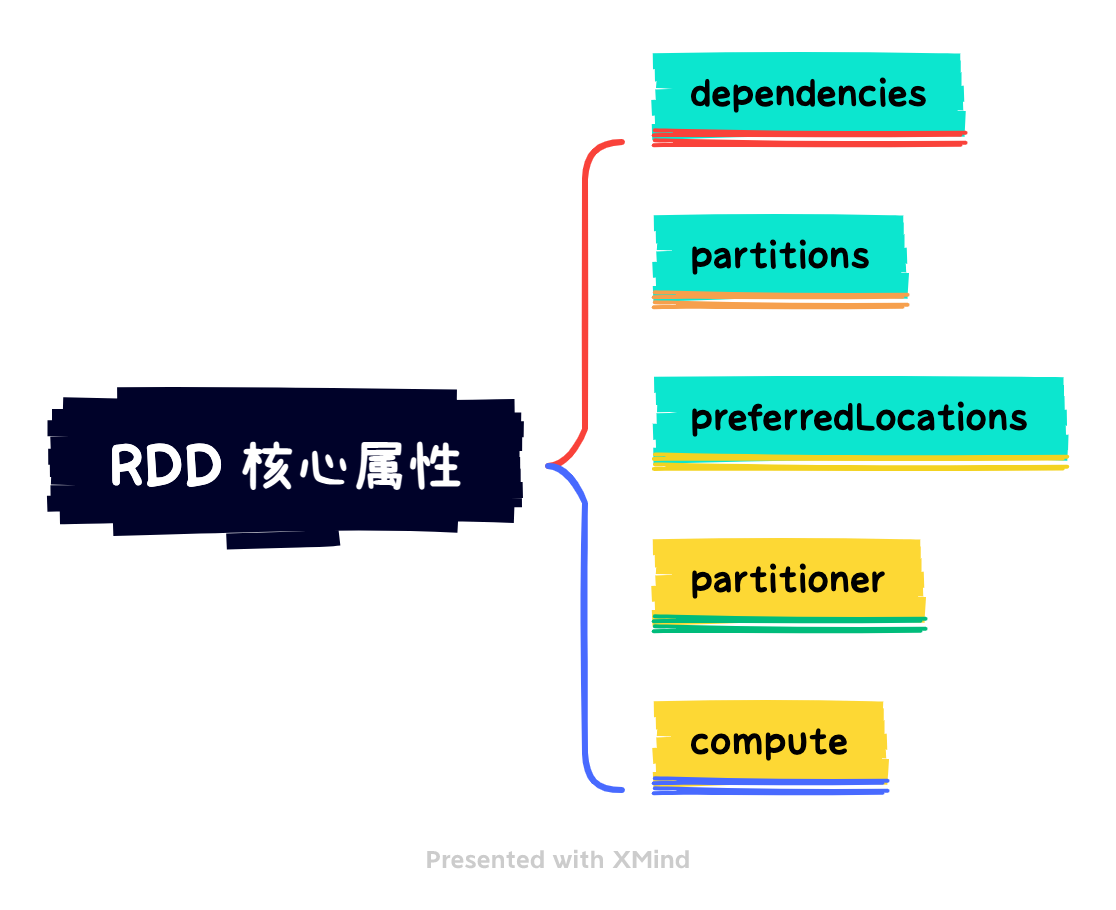 dependencies
partitions
preferredLocations
RDD 核心属性
partitioner
compute
Presented with XMind